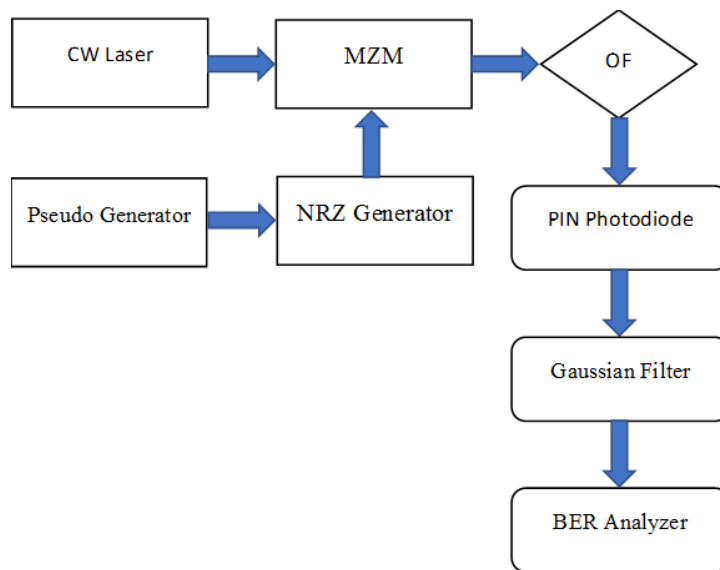 CW Laser
MZM
OF
Pseudo Generator
NRZ Generator
PIN Photodiode
Gaussian Filter
BER Analyzer